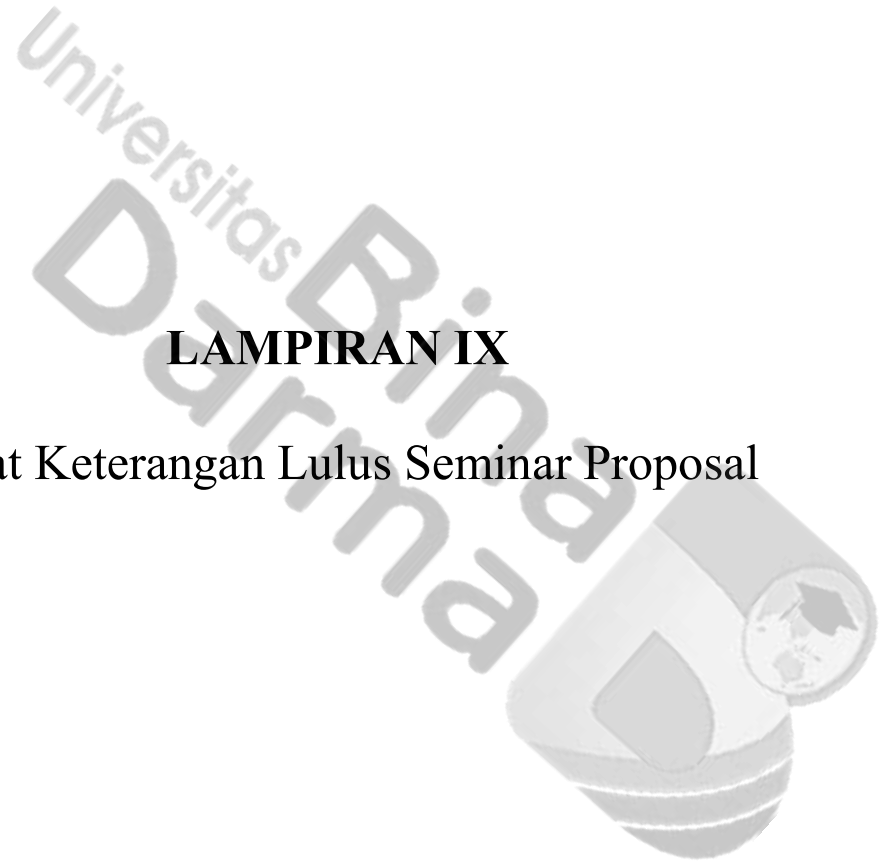 Universitas
Bina
Darma
LAMPIRAN IX
at Keterangan Lulus Seminar Proposal